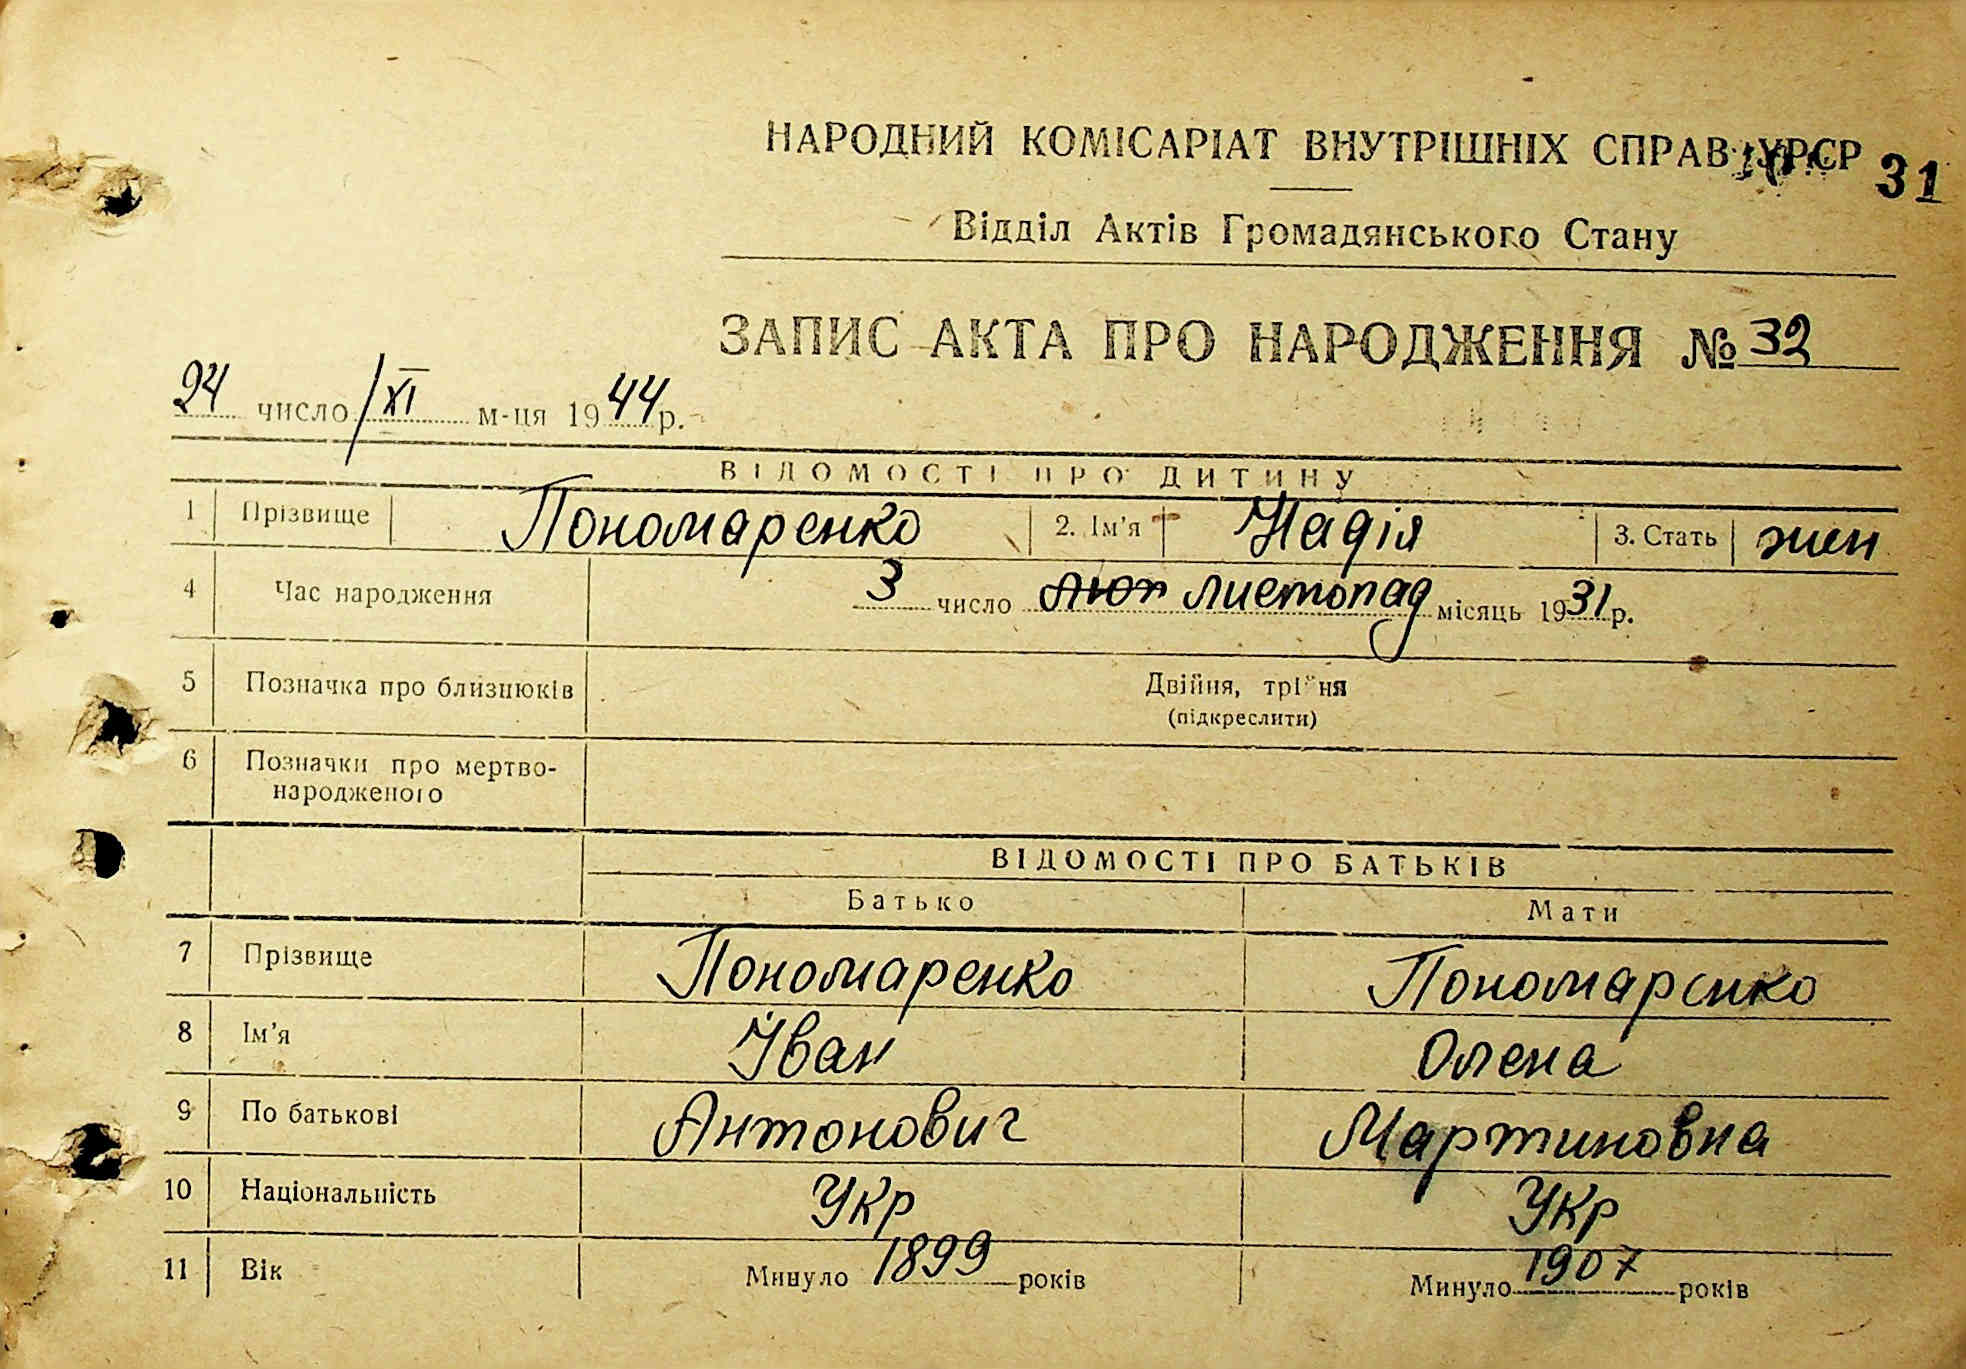 НАРОДНИЙ КОМІСАРІАТ ВНУТРІШНІХ СПРАВ УРСР 31
Відділ Актів Громадянського Стану
ЗАПИС АКТА ПРО НАРОДЖЕННЯ № 32
24 число / XI м-ця 1944 р.
ВІДОМОСТІ ПРО ДИТИНУ
1 Прізвище Пономаренко 2. Ім'я Надія 3. Стать жен
4 Час народження 3 число лют листопад місяць 1931 р.
5 Позначка про близнюків Двійня, трійня
(підкреслити)
6 Позначки про мертво-
народженого
ВІДОМОСТІ ПРО БАТЬКІВ
Батько Мати
7 Прізвище Пономаренко Пономаренко
8 Ім'я Іван Олена
9 По батькові Антонович Мартиновна
10 Національність Укр Укр
11 Вік Минуло 1899 років Минуло 1907 років